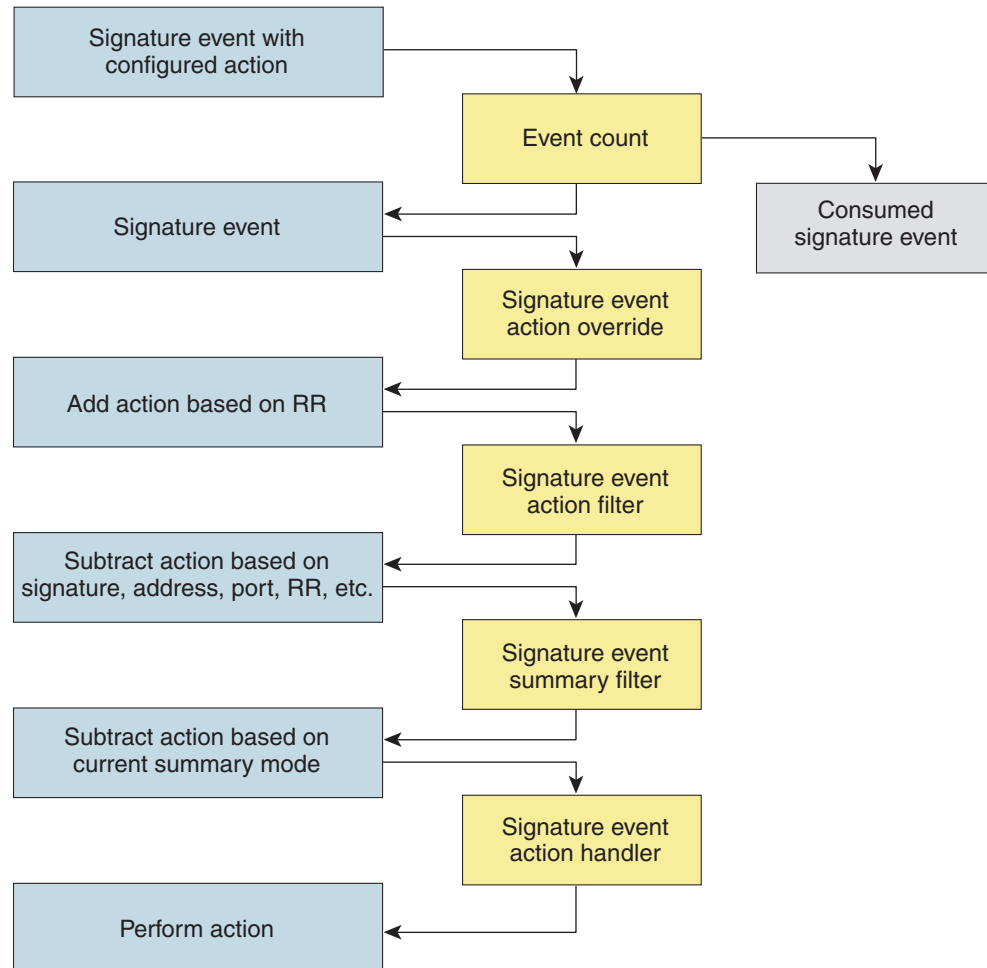 Signature event with
configured action
Event count
Consumed
signature event
Signature event
Signature event
action override
Add action based on RR
Signature event
action filter
Subtract action based on
signature, address, port, RR, etc.
Signature event
summary filter
Subtract action based on
current summary mode
Signature event
action handler
Perform action